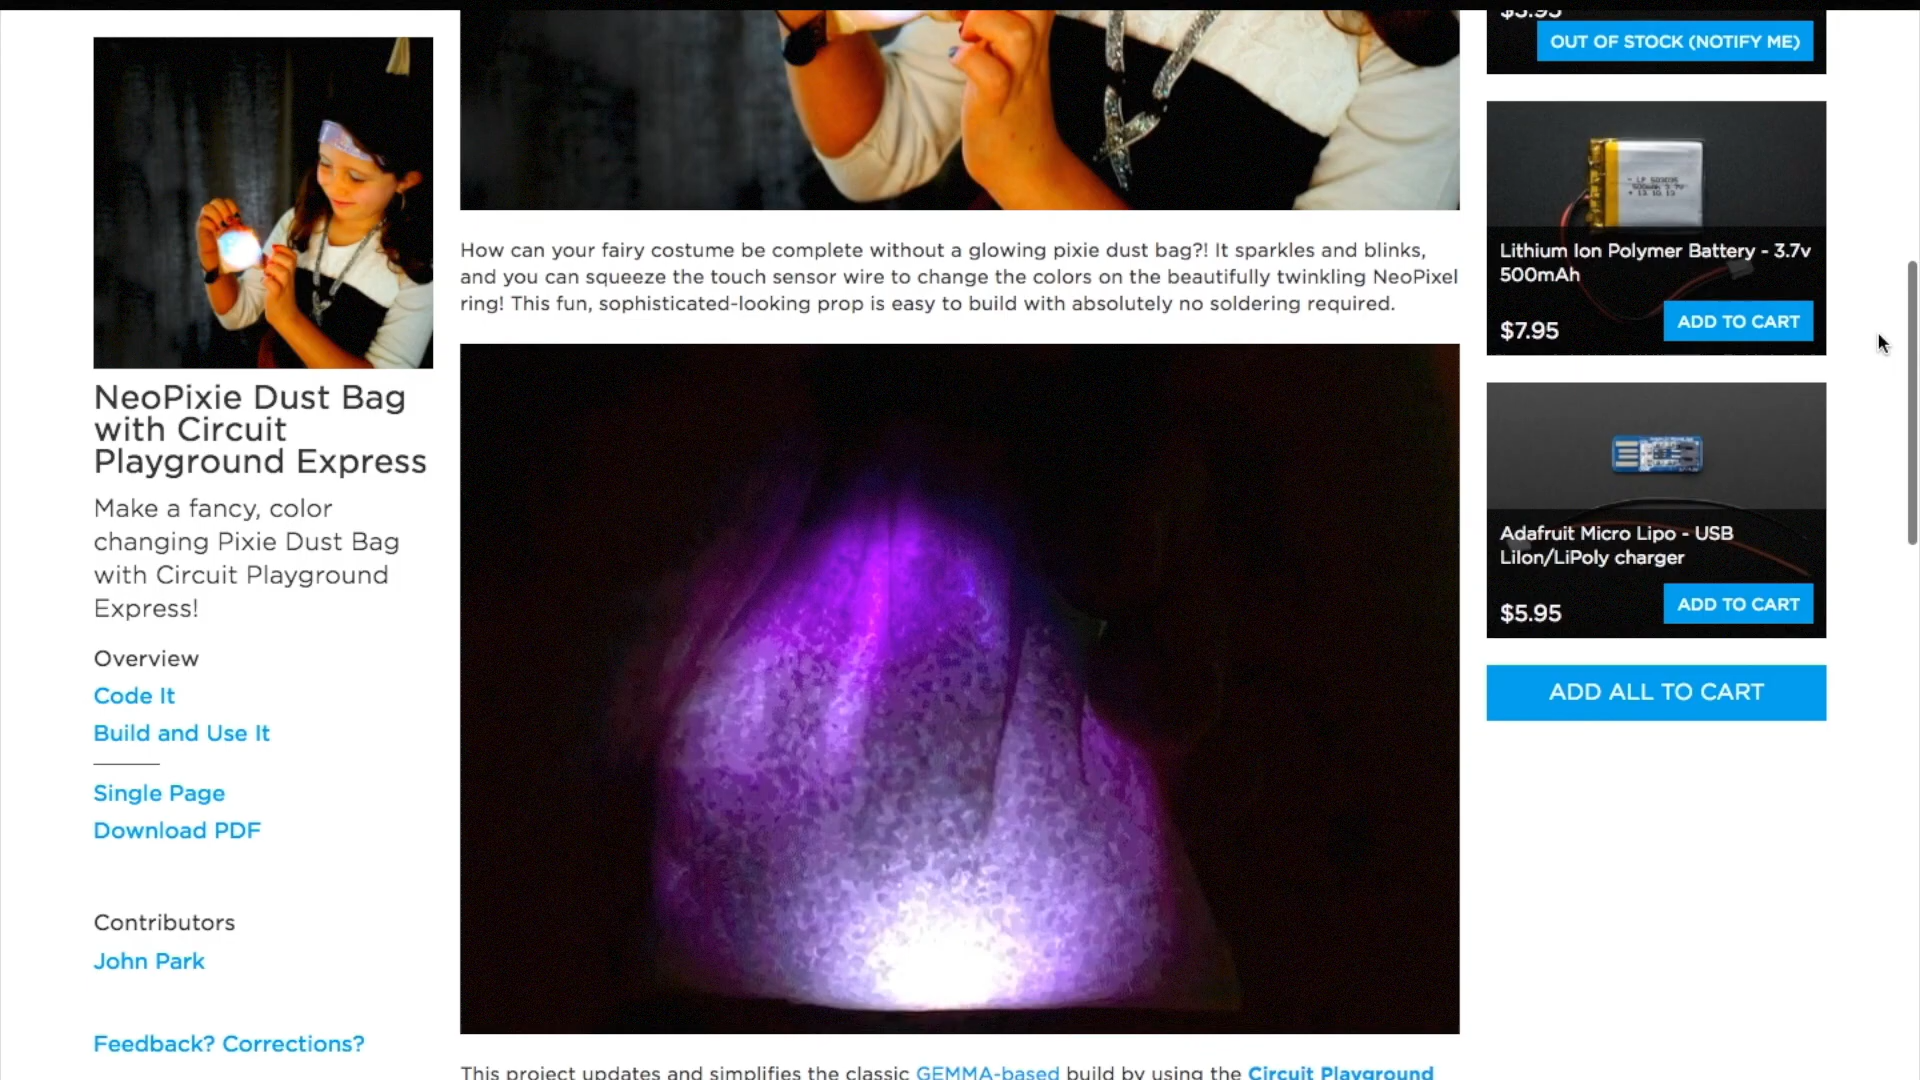 NeoPixie Dust Bag
with Circuit
Playground Express
Make a fancy, color
changing Pixie Dust Bag
with Circuit Playground
Express!
Overview
Code It
Build and Use It
Single Page
Download PDF
Contributors
John Park
Feedback? Corrections?
How can your fairy costume be complete without a glowing pixie dust bag?! It sparkles and blinks,
and you can squeeze the touch sensor wire to change the colors on the beautifully twinkling NeoPixel
ring! This fun, sophisticated-looking prop is easy to build with absolutely no soldering required.
This project updates and simplifies the classic GEMMA-based build by using the Circuit Playground
OUT OF STOCK (NOTIFY ME)
Lithium Ion Polymer Battery - 3.7v
500mAh
$7.95
ADD TO CART
Adafruit Micro Lipo - USB
LiIon/LiPoly charger
$5.95
ADD TO CART
ADD ALL TO CART